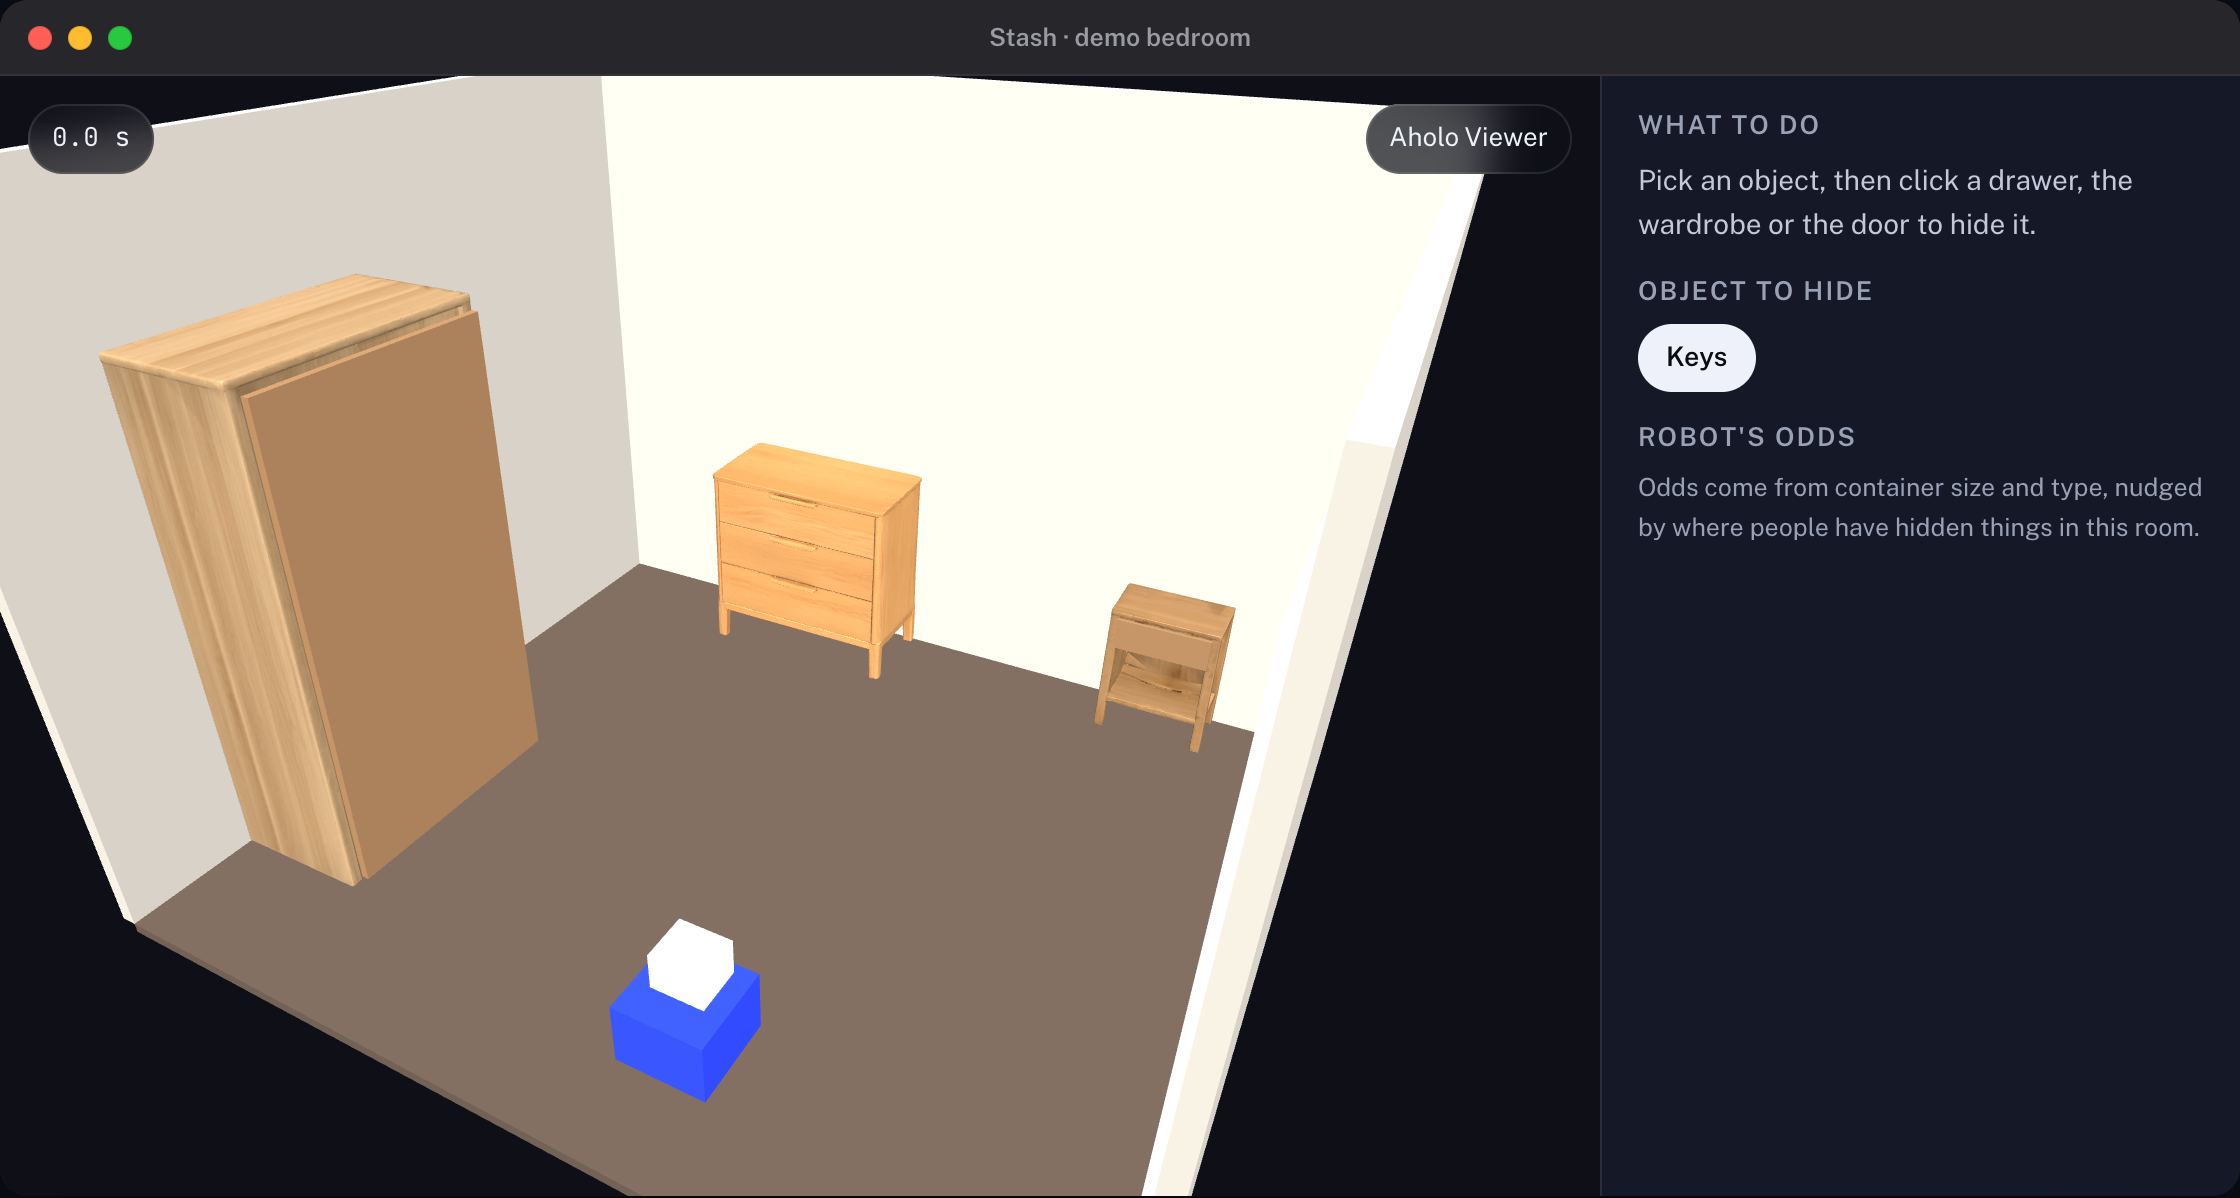 Stash · demo bedroom
0.0 s
Aholo Viewer
WHAT TO DO
Pick an object, then click a drawer, the
wardrobe or the door to hide it.
OBJECT TO HIDE
Keys
ROBOT'S ODDS
Odds come from container size and type, nudged
by where people have hidden things in this room.